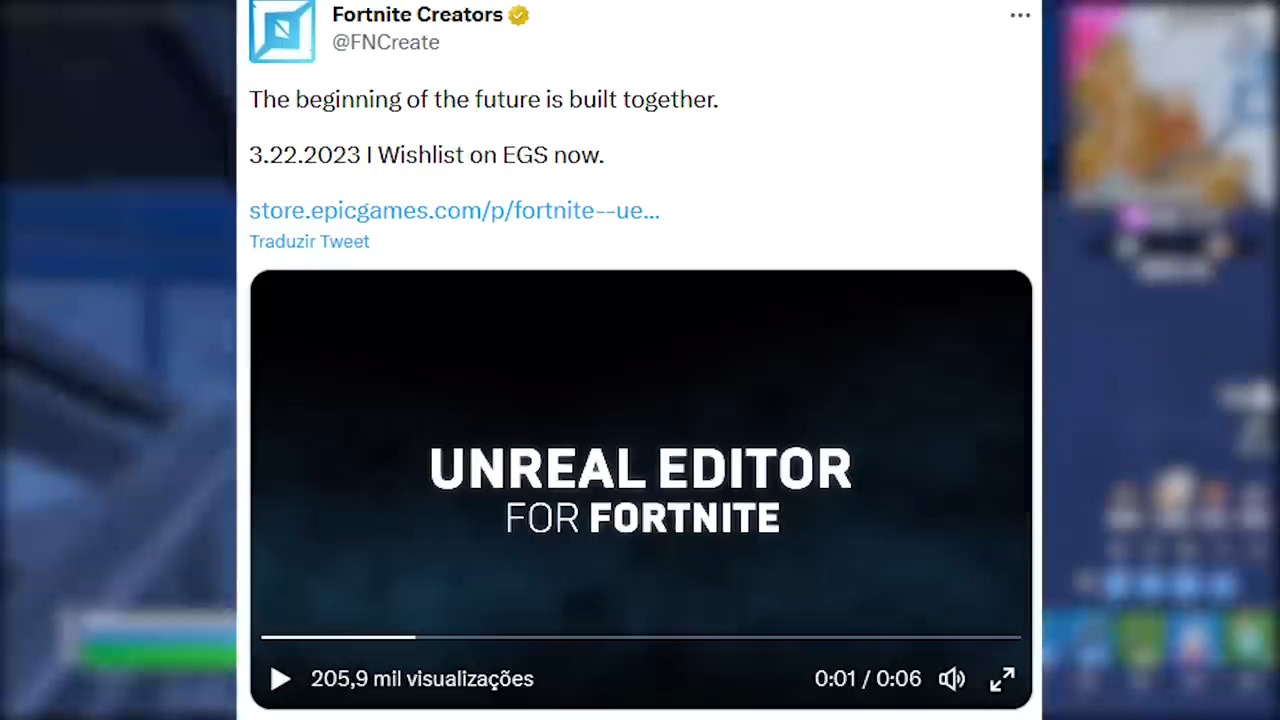 Fortnite Creators
@FNCreate
The beginning of the future is built together.
3.22.2023 I Wishlist on EGS now.
store.epicgames.com/p/fortnite--ue...
Traduzir Tweet
UNREAL EDITOR
FOR FORTNITE
205,9 mil visualizações
0:01 / 0:06